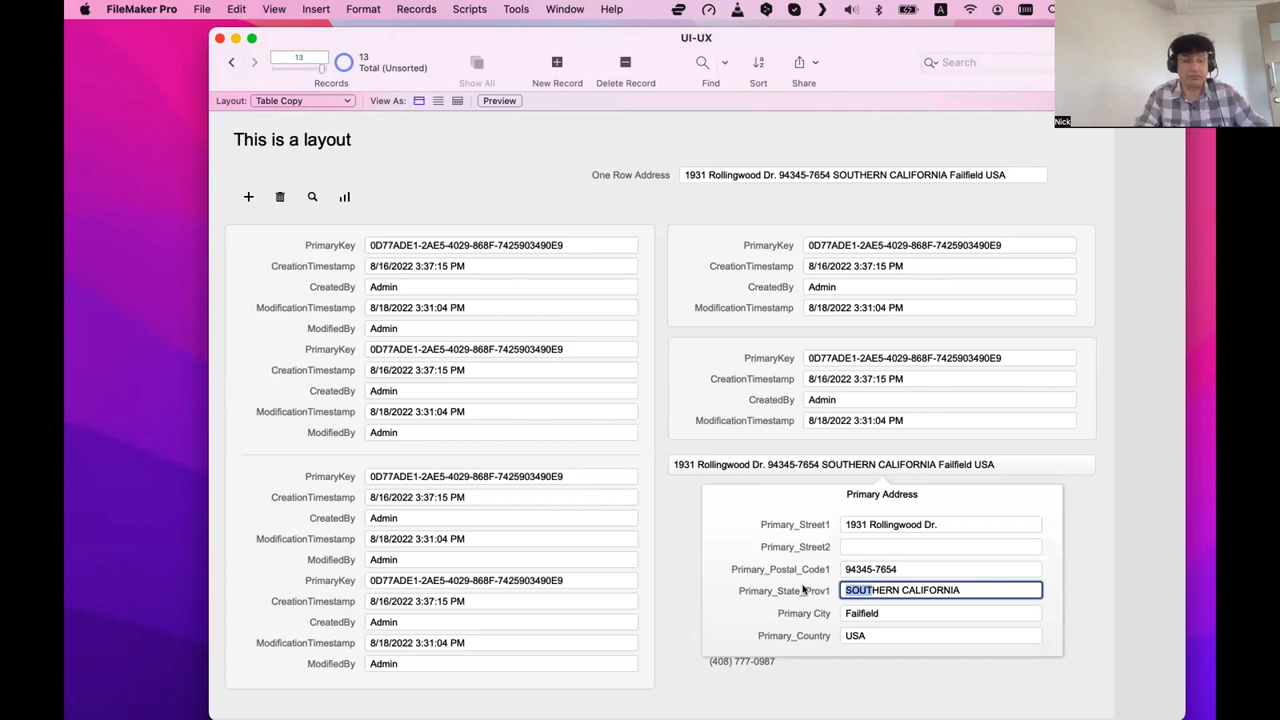 FileMaker Pro File Edit View Insert Format Records Scripts Tools Window Help
UI-UX
13
13
Total (Unsorted)
Records
Show All
New Record
Delete Record
Find
Sort
Share
Search
Layout: Table Copy View As: Preview
Nick
This is a layout
One Row Address 1931 Rollingwood Dr. 94345-7654 SOUTHERN CALIFORNIA Failfield USA
PrimaryKey 0D77ADE1-2AE5-4029-868F-7425903490E9
CreationTimestamp 8/16/2022 3:37:15 PM
CreatedBy Admin
ModificationTimestamp 8/18/2022 3:31:04 PM
ModifiedBy Admin
PrimaryKey 0D77ADE1-2AE5-4029-868F-7425903490E9
CreationTimestamp 8/16/2022 3:37:15 PM
CreatedBy Admin
ModificationTimestamp 8/18/2022 3:31:04 PM
ModifiedBy Admin
PrimaryKey 0D77ADE1-2AE5-4029-868F-7425903490E9
CreationTimestamp 8/16/2022 3:37:15 PM
CreatedBy Admin
ModificationTimestamp 8/18/2022 3:31:04 PM
ModifiedBy Admin
PrimaryKey 0D77ADE1-2AE5-4029-868F-7425903490E9
CreationTimestamp 8/16/2022 3:37:15 PM
CreatedBy Admin
ModificationTimestamp 8/18/2022 3:31:04 PM
ModifiedBy Admin
PrimaryKey 0D77ADE1-2AE5-4029-868F-7425903490E9
CreationTimestamp 8/16/2022 3:37:15 PM
CreatedBy Admin
ModificationTimestamp 8/18/2022 3:31:04 PM
PrimaryKey 0D77ADE1-2AE5-4029-868F-7425903490E9
CreationTimestamp 8/16/2022 3:37:15 PM
CreatedBy Admin
ModificationTimestamp 8/18/2022 3:31:04 PM
1931 Rollingwood Dr. 94345-7654 SOUTHERN CALIFORNIA Failfield USA
Primary Address
Primary_Street1 1931 Rollingwood Dr.
Primary_Street2
Primary_Postal_Code1 94345-7654
Primary_State_Prov1 SOUTHERN CALIFORNIA
Primary City Failfield
Primary_Country USA
(408) 777-0987